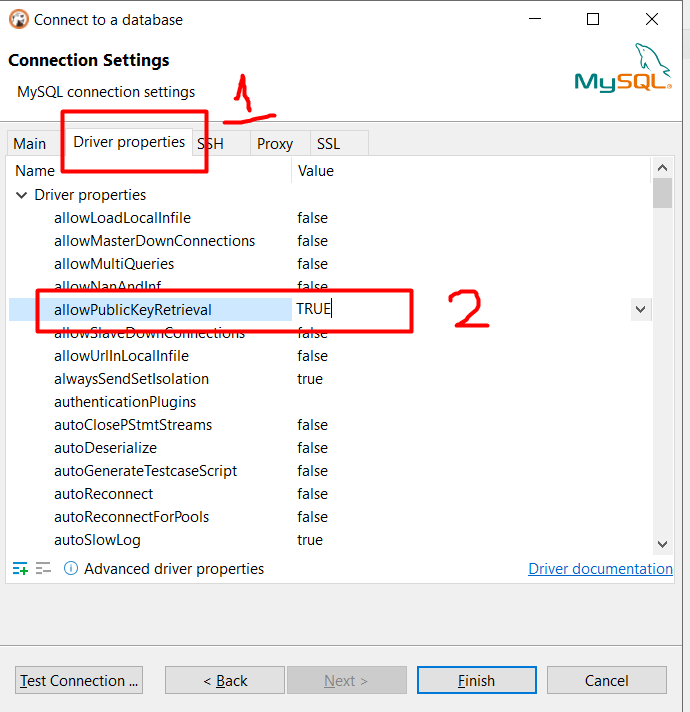 Connect to a database
Connection Settings
MySQL connection settings
MySQL®
1
Main Driver properties SSH Proxy SSL
Name Value
Driver properties
allowLoadLocalInfile false
allowMasterDownConnections false
allowMultiQueries false
allowNanAndInf false
allowPublicKeyRetrieval TRUE
2
allowSlaveDownConnections false
allowUrlInLocalInfile false
alwaysSendSetIsolation true
authenticationPlugins
autoClosePStmtStreams false
autoDeserialize false
autoGenerateTestcaseScript false
autoReconnect false
autoReconnectForPools false
autoSlowLog true
Advanced driver properties Driver documentation
Test Connection ... < Back Next > Finish Cancel